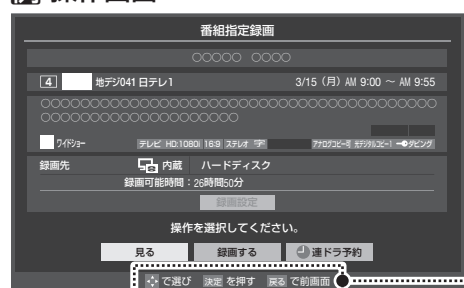 例 操作画面
番組指定録画
○○○○○ ○○○○
4 地デジ041 日テレ1 3/15 (月) AM 9:00 ～ AM 9:55
○○○○○○○○○○○○○○○○○○○○○○○○○○○○○○○○○○○
○○○○○○○○○○○○○○○○○○
ワイドショー テレビ HD:1080i 16:9 ステレオ 字 アナログコピー可 光デジタルコピー1 ダビング
録画先 内蔵 ハードディスク
録画可能時間：26時間50分
録画設定
操作を選択してください。
見る 録画する 連ドラ予約
で選び 決定 を押す 戻る で前画面